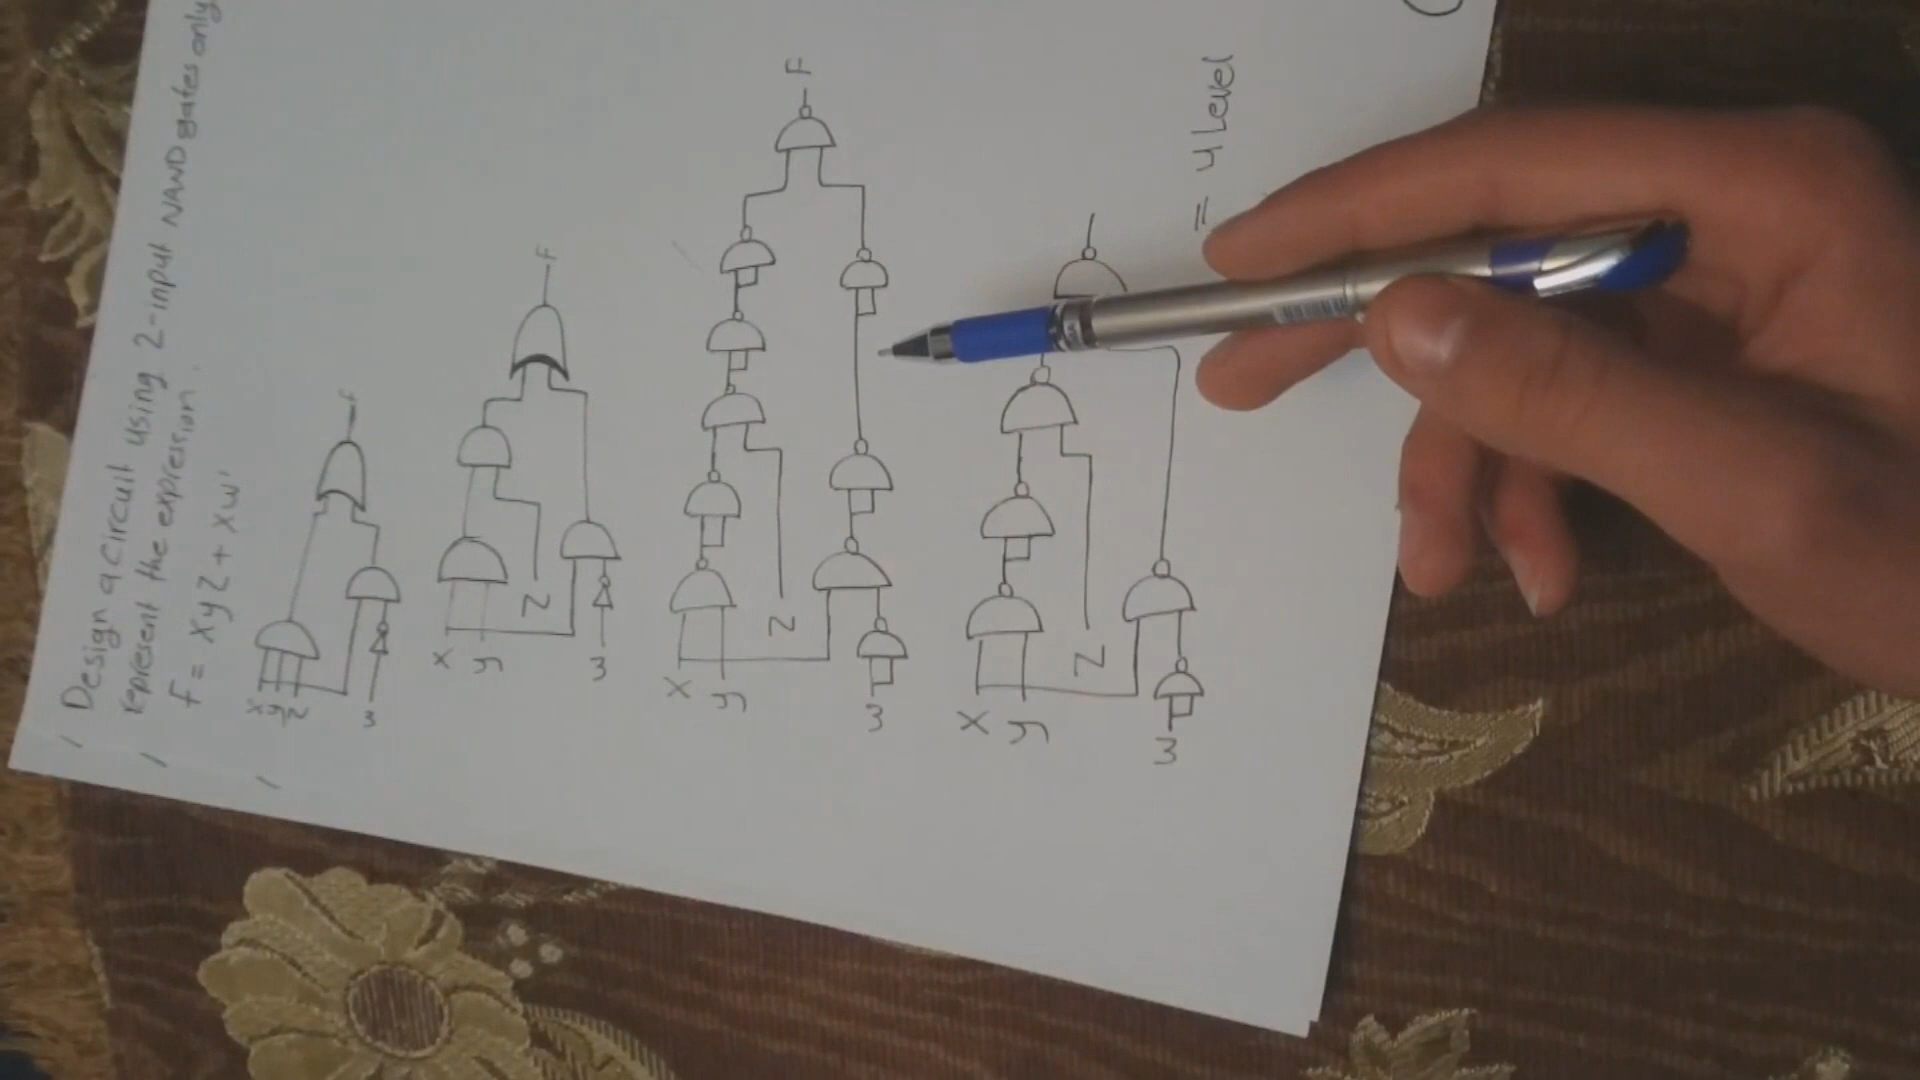 Design a circuit using 2-input NAND gates only
represent the expression.
F = xyz + xw'
x
y
z
w
F
x
y
z
w
F
x
y
z
w
F
x
y
z
w
= 4 Level